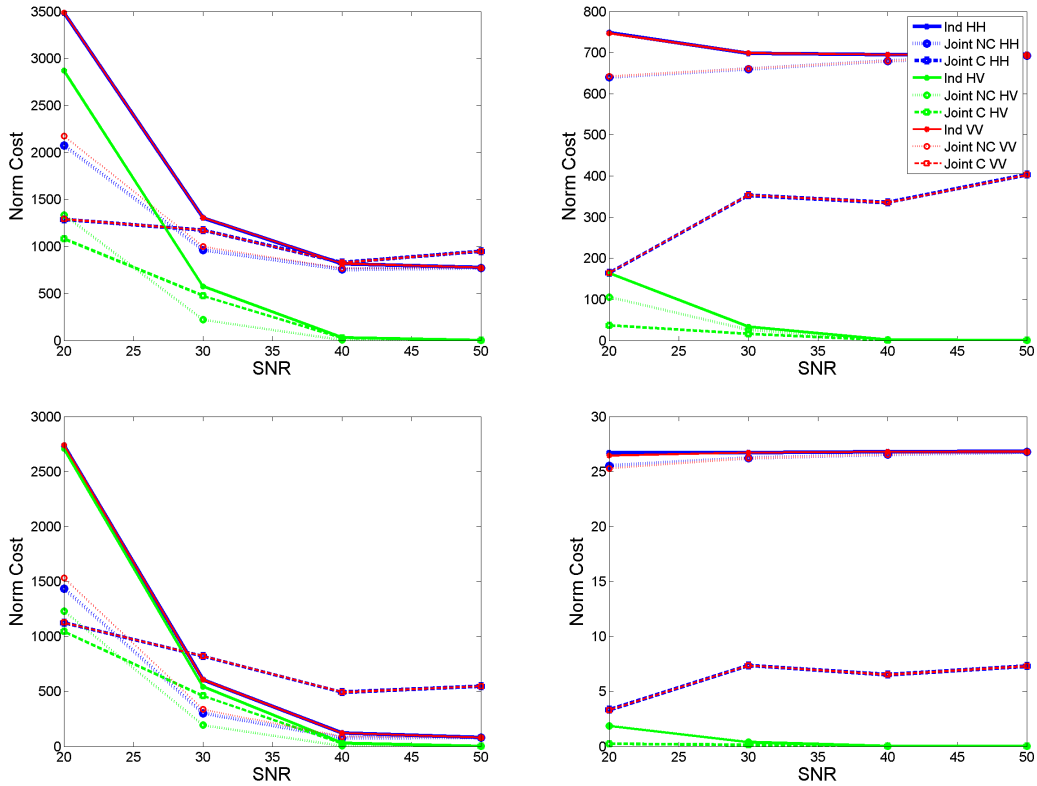 3500
3000
2500
2000
1500
1000
500
0
Norm Cost
20 25 30 35 40 45 50
SNR
800
700
600
500
400
300
200
100
0
Norm Cost
20 25 30 35 40 45 50
SNR
Ind HH
Joint NC HH
Joint C HH
Ind HV
Joint NC HV
Joint C HV
Ind VV
Joint NC VV
Joint C VV
3000
2500
2000
1500
1000
500
0
Norm Cost
20 25 30 35 40 45 50
SNR
30
25
20
15
10
5
0
Norm Cost
20 25 30 35 40 45 50
SNR